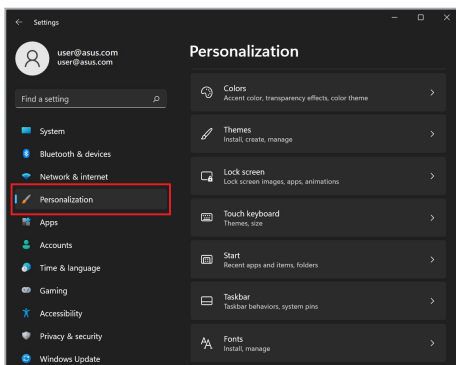 Settings
user@asus.com
user@asus.com
Find a setting
System
Bluetooth & devices
Network & internet
Personalization
Apps
Accounts
Time & language
Gaming
Accessibility
Privacy & security
Windows Update
Personalization
Colors
Accent color, transparency effects, color theme
Themes
Install, create, manage
Lock screen
Lock screen images, apps, animations
Touch keyboard
Themes, size
Start
Recent apps and items, folders
Taskbar
Taskbar behaviors, system pins
Fonts
Install, manage